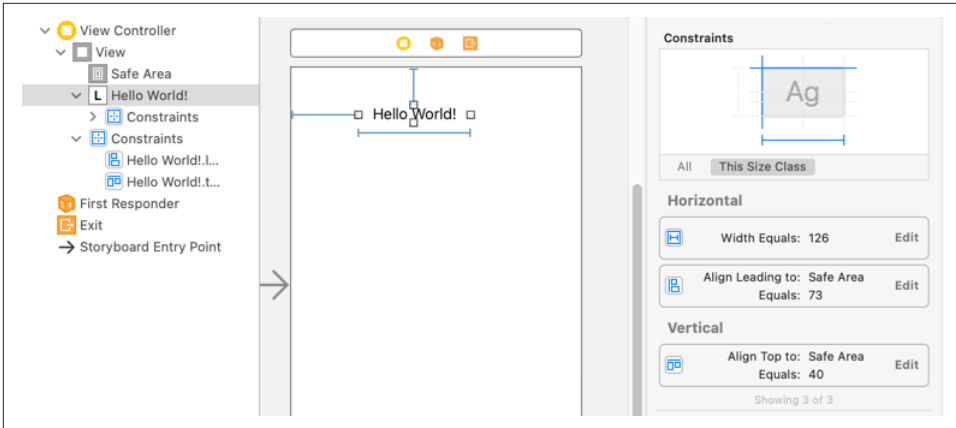 View Controller
View
Safe Area
L Hello World!
Constraints
Constraints
Hello World!.l...
Hello World!.t...
First Responder
Exit
Storyboard Entry Point
Hello World!
Constraints
Ag
All This Size Class
Horizontal
Width Equals: 126 Edit
Align Leading to: Safe Area
Equals: 73 Edit
Vertical
Align Top to: Safe Area
Equals: 40 Edit
Showing 3 of 3